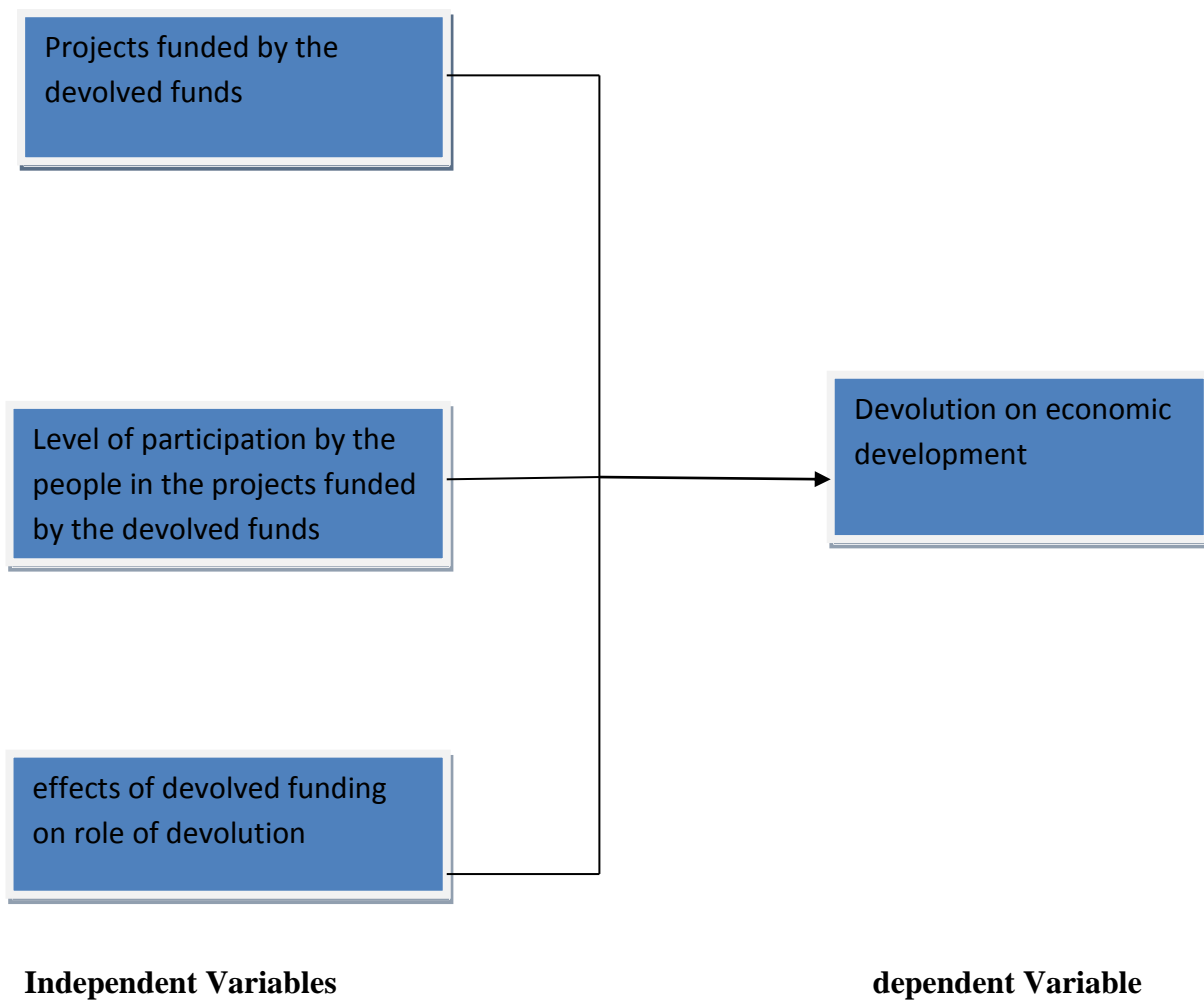 Projects funded by the
devolved funds
Level of participation by the
people in the projects funded
by the devolved funds
effects of devolved funding
on role of devolution
Devolution on economic
development
Independent Variables
dependent Variable